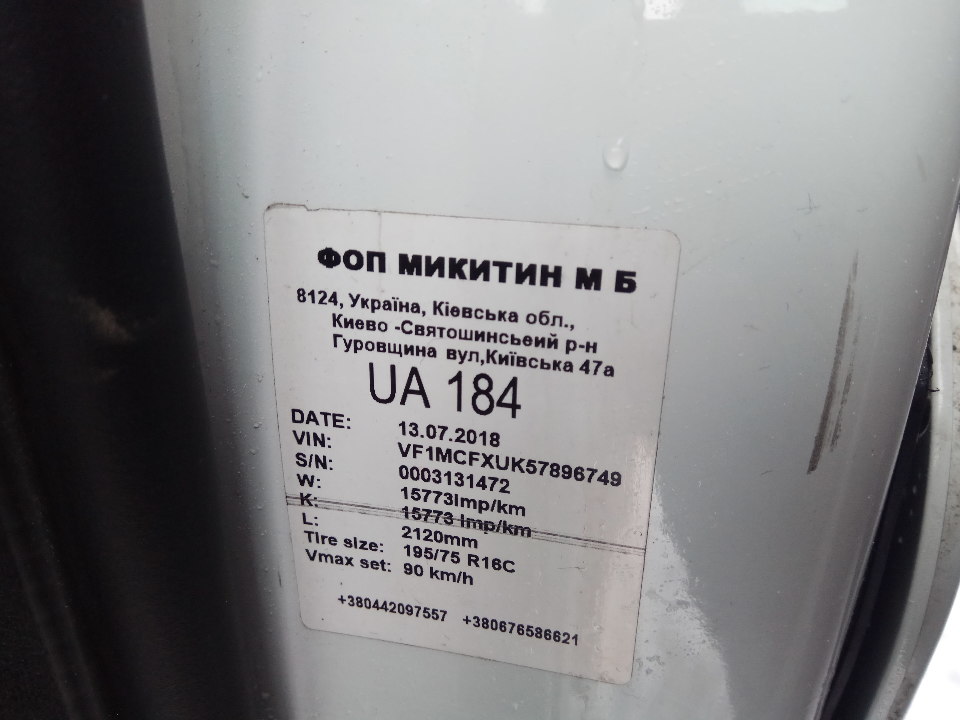 ФОП МИКИТИН М Б
8124, Україна, Кіевська обл.,
Киево -Святошинсьеий р-н
Гуровщина вул,Київська 47а
UA 184
DATE: 13.07.2018
VIN: VF1MCFXUK57896749
S/N: 0003131472
W: 15773Imp/km
K: 15773 Imp/km
L: 2120mm
Tire size: 195/75 R16C
Vmax set: 90 km/h
+380442097557 +380676586621